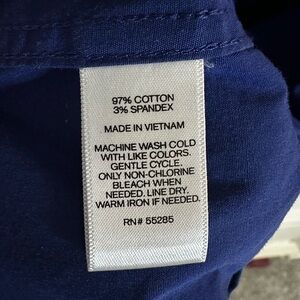 97% COTTON
3% SPANDEX
MADE IN VIETNAM
MACHINE WASH COLD
WITH LIKE COLORS.
GENTLE CYCLE.
ONLY NON-CHLORINE
BLEACH WHEN
NEEDED. LINE DRY.
WARM IRON IF NEEDED.
RN# 55285